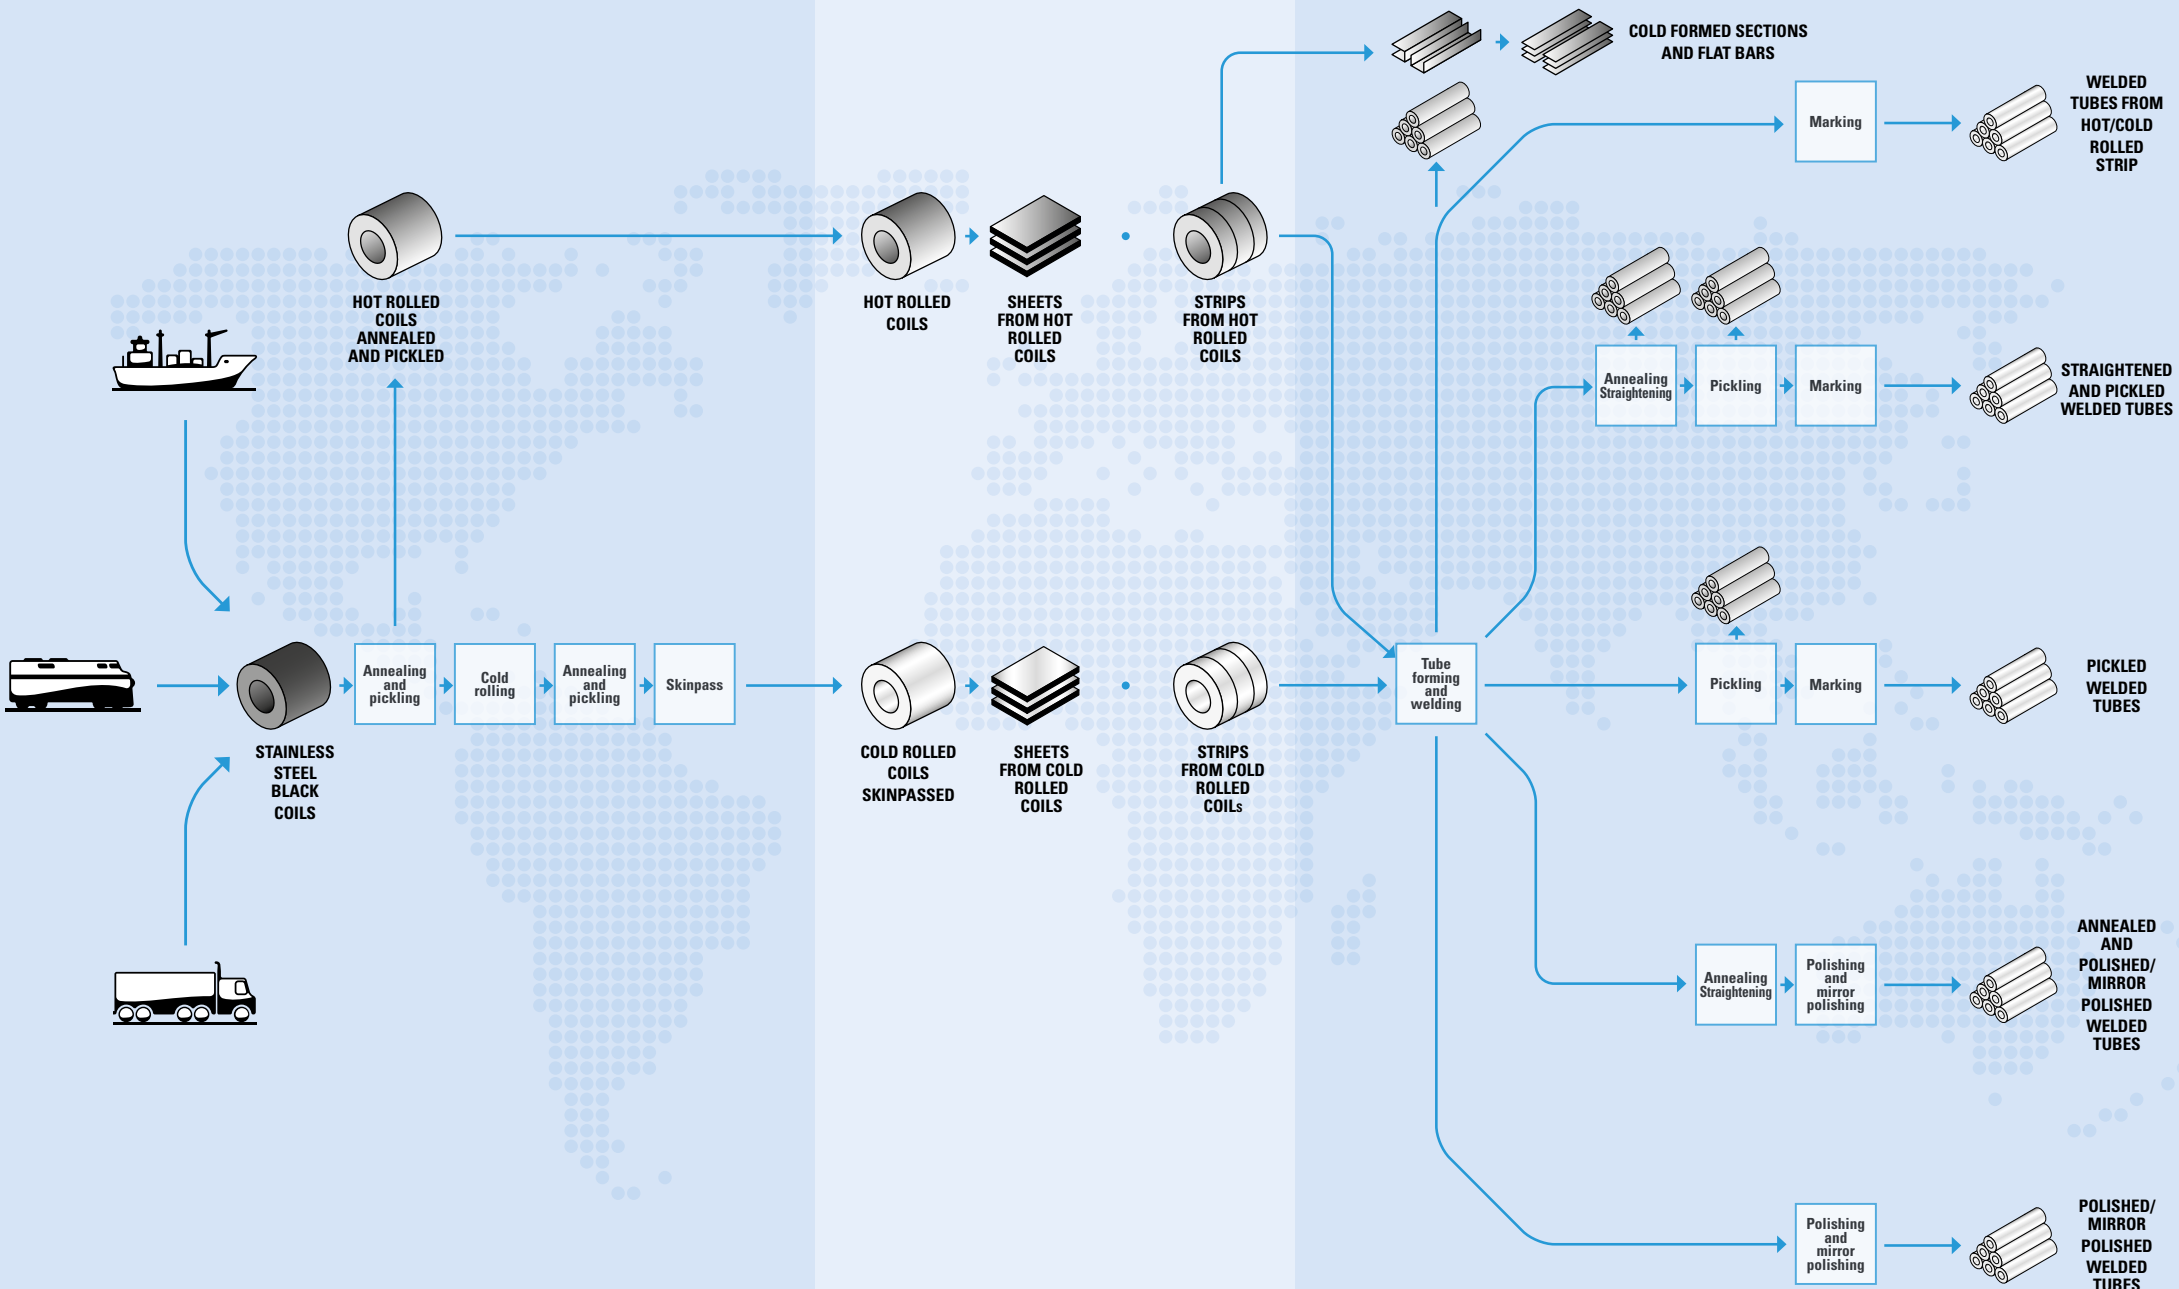 COLD FORMED SECTIONS
AND FLAT BARS
WELDED
TUBES FROM
HOT/COLD
ROLLED
STRIP
Marking
HOT ROLLED
COILS
ANNEALED
AND PICKLED
HOT ROLLED
COILS
SHEETS
FROM HOT
ROLLED
COILS
STRIPS
FROM HOT
ROLLED
COILS
Annealing
Straightening
Pickling
Marking
STRAIGHTENED
AND PICKLED
WELDED TUBES
STAINLESS
STEEL
BLACK
COILS
Annealing
and
pickling
Cold
rolling
Annealing
and
pickling
Skinpass
COLD ROLLED
COILS
SKINPASSED
SHEETS
FROM COLD
ROLLED
COILS
STRIPS
FROM COLD
ROLLED
COILs
Tube
forming
and
welding
Pickling
Marking
PICKLED
WELDED
TUBES
Annealing
Straightening
Polishing
and
mirror
polishing
ANNEALED
AND
POLISHED/
MIRROR
POLISHED
WELDED
TUBES
Polishing
and
mirror
polishing
POLISHED/
MIRROR
POLISHED
WELDED
TUBES